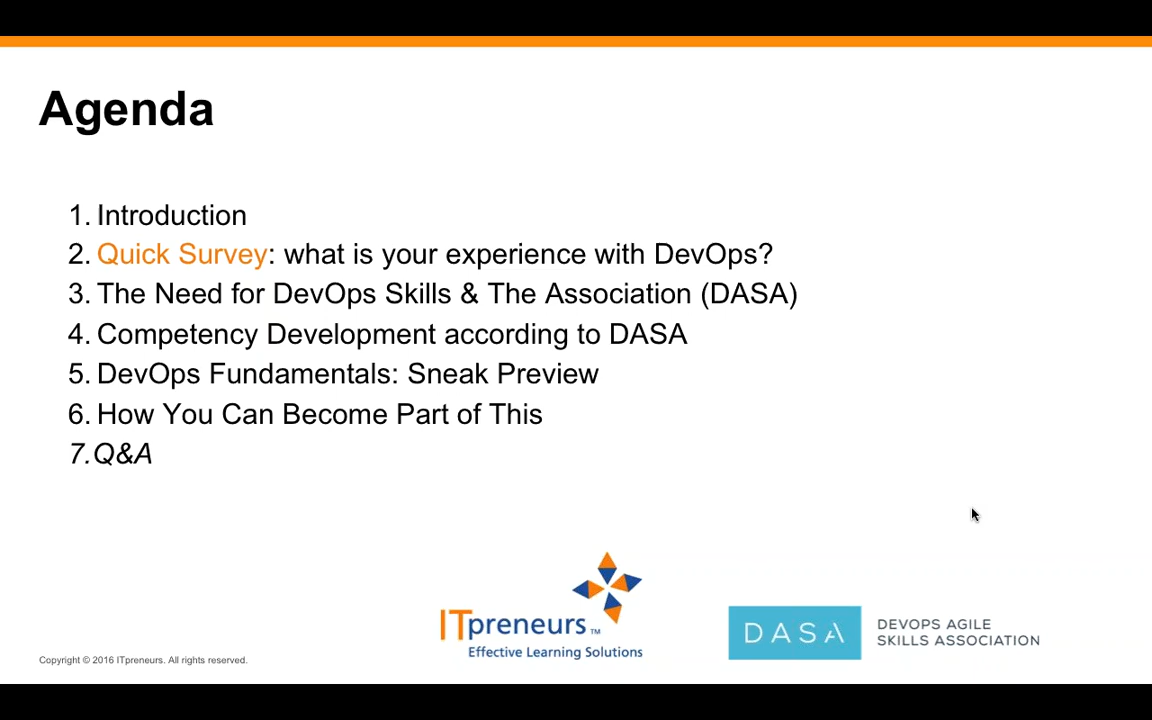 Agenda
1. Introduction
2. Quick Survey: what is your experience with DevOps?
3. The Need for DevOps Skills & The Association (DASA)
4. Competency Development according to DASA
5. DevOps Fundamentals: Sneak Preview
6. How You Can Become Part of This
7. Q&A
ITpreneurs TM
Effective Learning Solutions
DASA
DEVOPS AGILE
SKILLS ASSOCIATION
Copyright © 2016 ITpreneurs. All rights reserved.